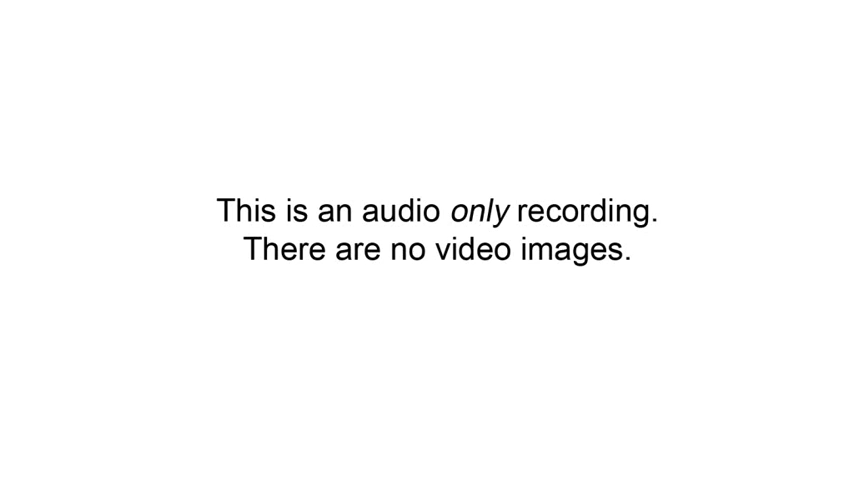 This is an audio only recording.
There are no video images.